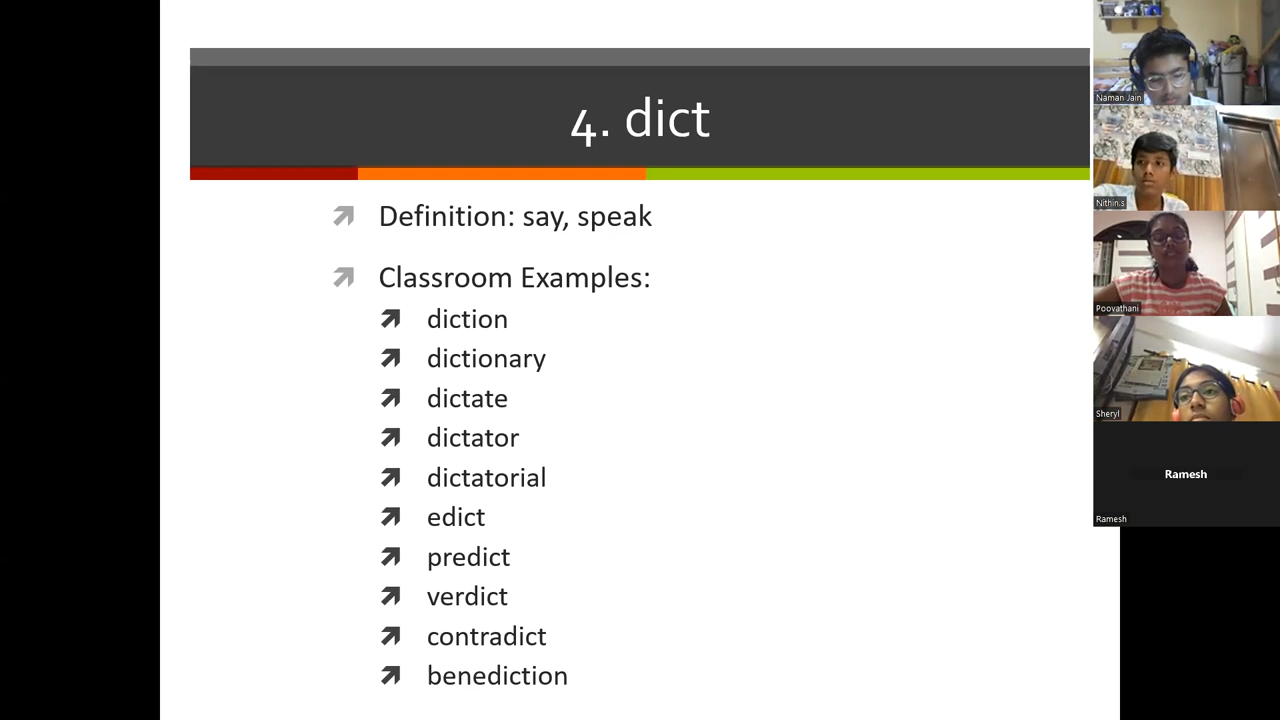 4. dict
Definition: say, speak
Classroom Examples:
diction
dictionary
dictate
dictator
dictatorial
edict
predict
verdict
contradict
benediction
Naman Jain
Nithin.s
Poovathani
Sheryl
Ramesh
Ramesh